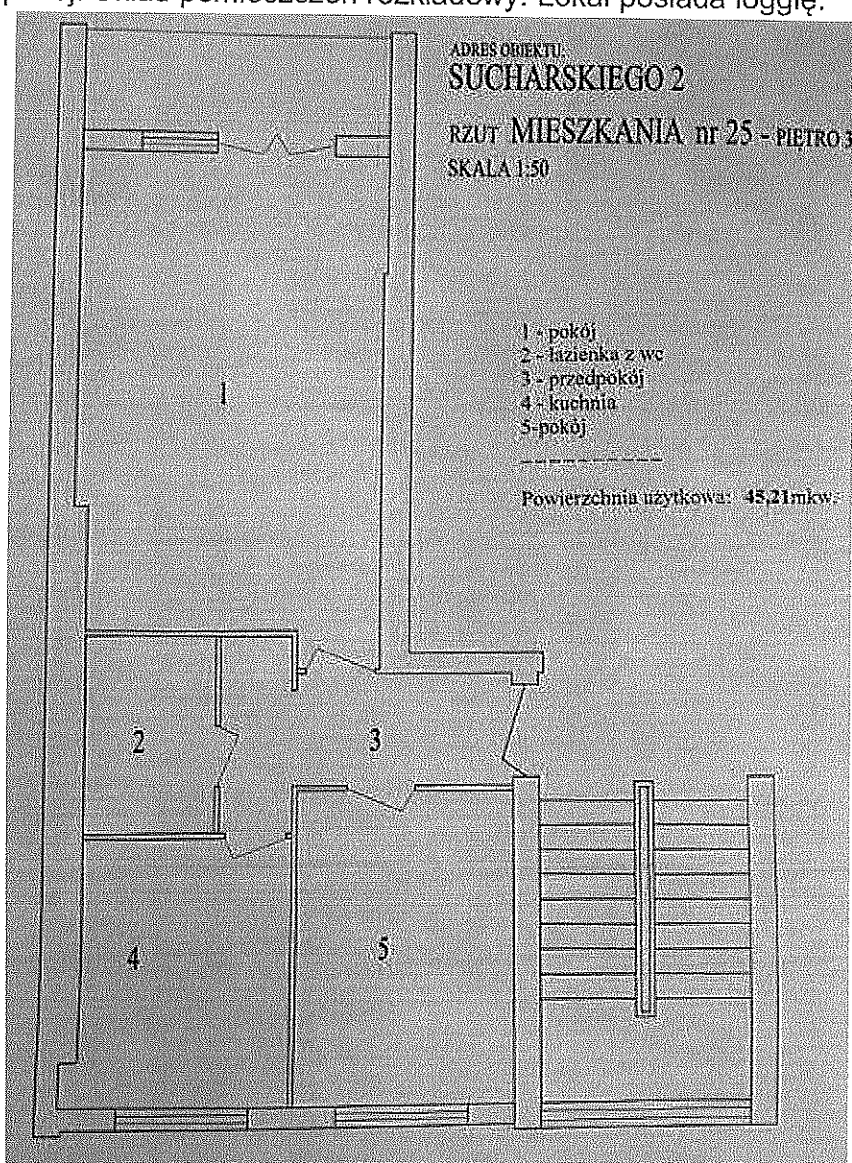 układ pomieszczeń rozkładowy. Lokal posiada loggię.
ADRES OBIEKTU:
SUCHARSKIEGO 2
RZUT MIESZKANIA nr 25 - PIĘTRO 3
SKALA 1:50
1 - pokój
2 - łazienka z wc
3 - przedpokój
4 - kuchnia
5-pokój
Powierzchnia użytkowa: 45,21mkw.
1
2
3
4
5